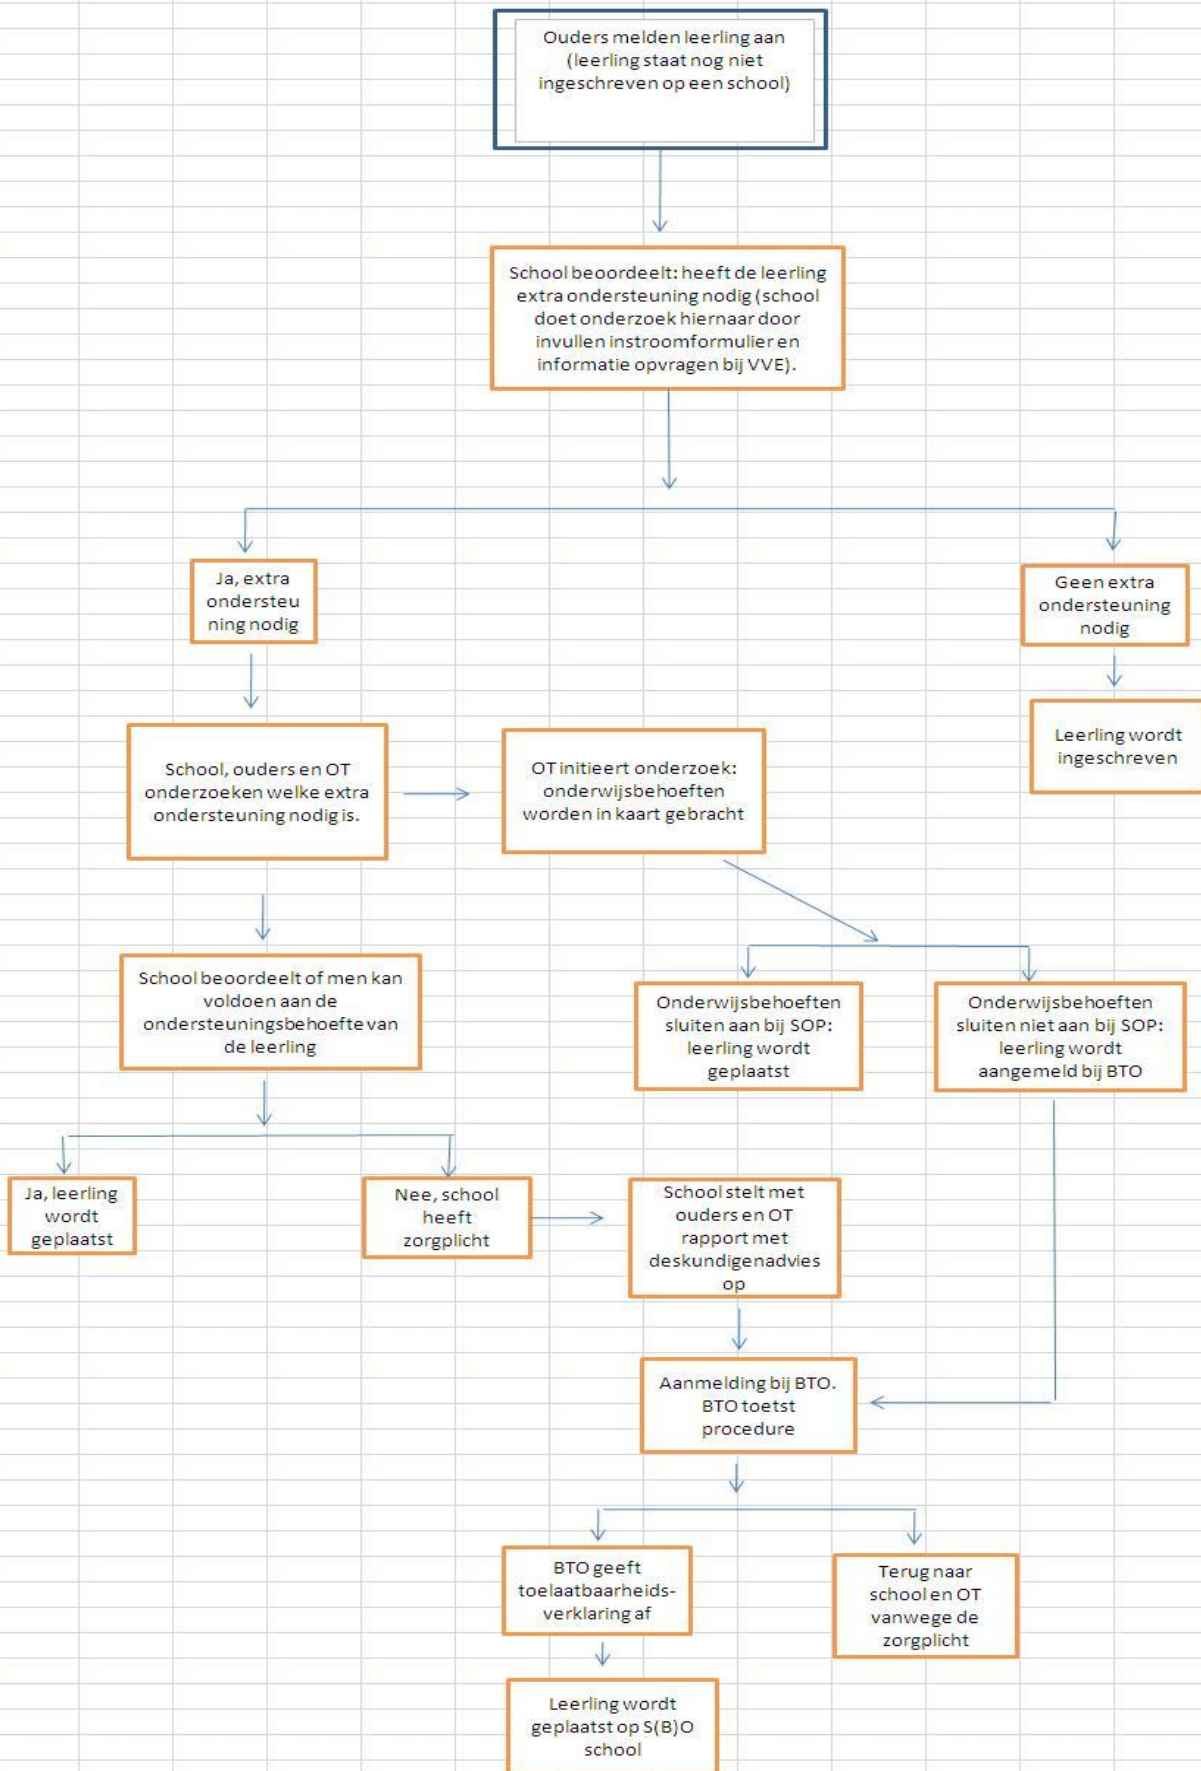 Ouders melden leerling aan
(leerling staat nog niet
ingeschreven op een school)
School beoordeelt: heeft de leerling
extra ondersteuning nodig (school
doet onderzoek hiernaar door
invullen instroomformulier en
informatie opvragen bij VVE).
Ja, extra
ondersteu
ning nodig
Geen extra
ondersteuning
nodig
Leerling wordt
ingeschreven
School, ouders en OT
onderzoeken welke extra
ondersteuning nodig is.
OT initieert onderzoek:
onderwijsbehoeften
worden in kaart gebracht
School beoordeelt of men kan
voldoen aan de
ondersteuningsbehoefte van
de leerling
Onderwijsbehoeften
sluiten aan bij SOP:
leerling wordt
geplaatst
Onderwijsbehoeften
sluiten niet aan bij SOP:
leerling wordt
aangemeld bij BTO
Ja, leerling
wordt
geplaatst
Nee, school
heeft
zorgplicht
School stelt met
ouders en OT
rapport met
deskundigenadvies
op
Aanmelding bij BTO.
BTO toetst
procedure
BTO geeft
toelaatbaarheids-
verklaring af
Terug naar
school en OT
vanwege de
zorgplicht
Leerling wordt
geplaatst op S(B)O
school